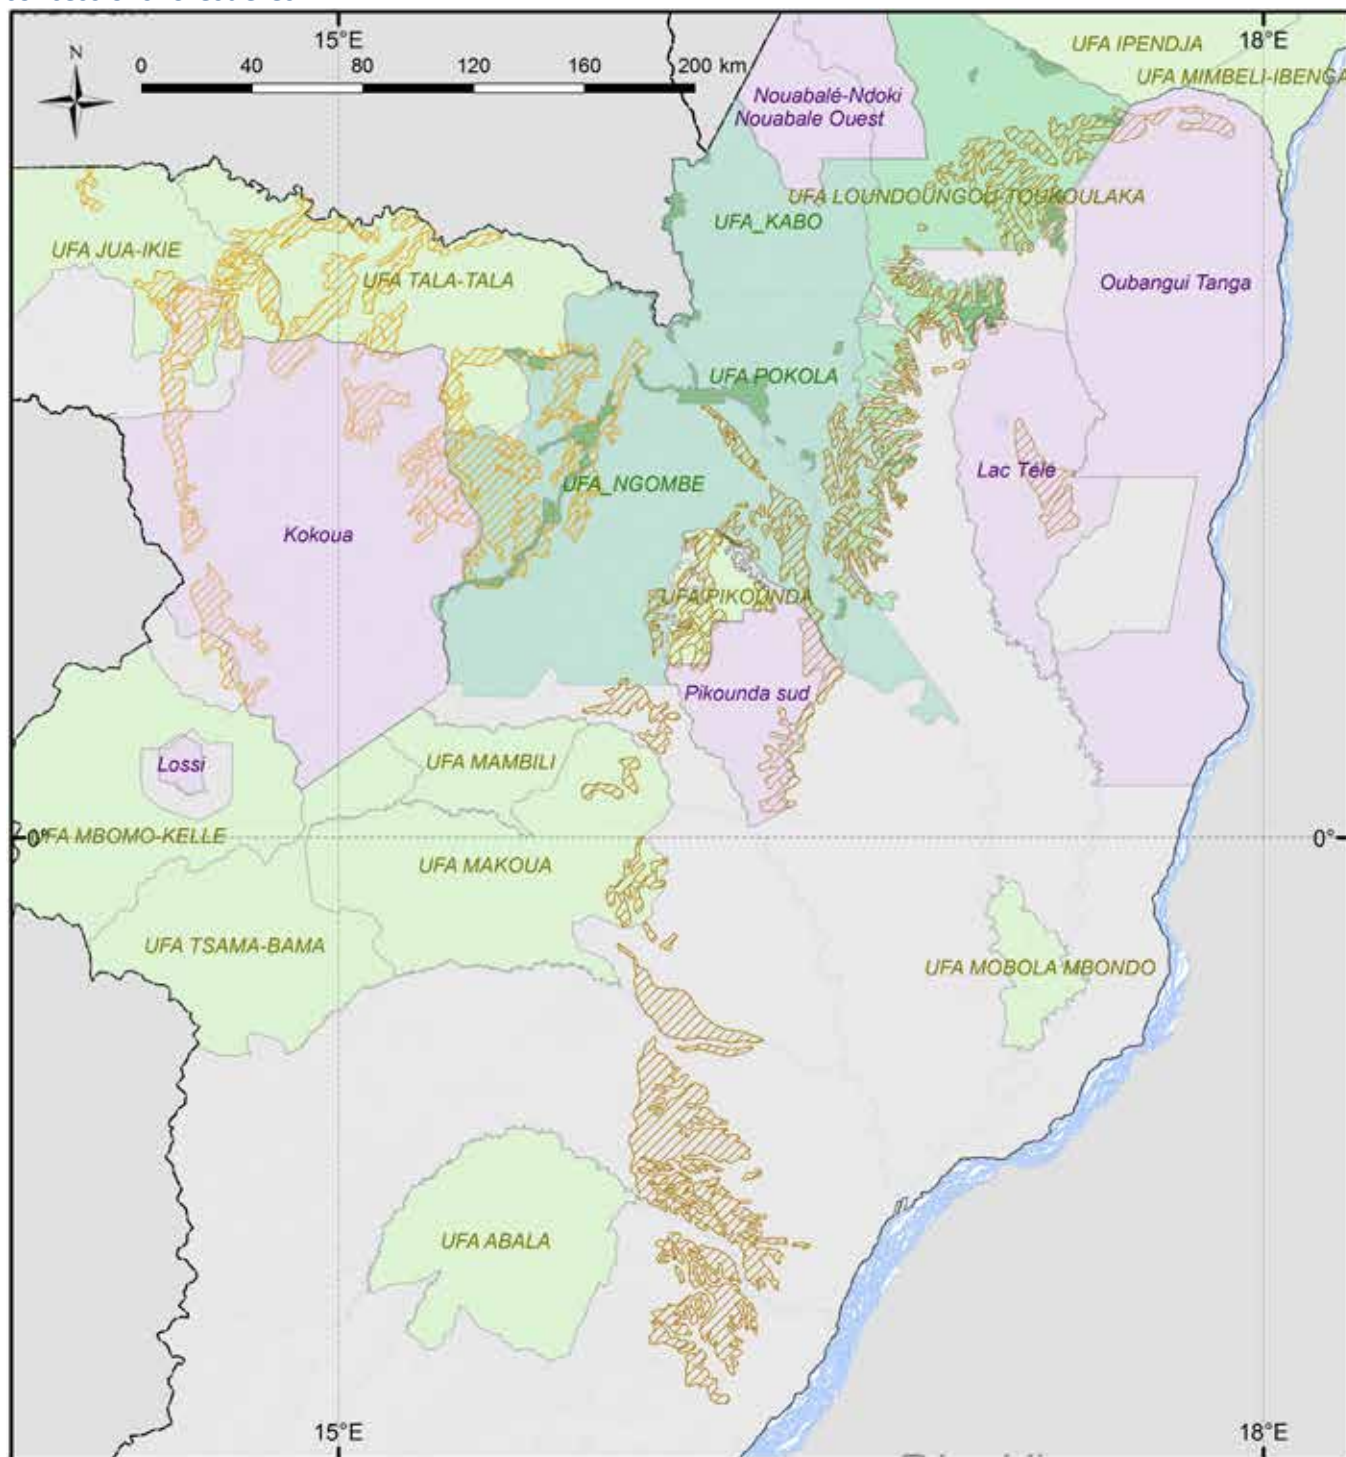 15°E
18°E
N
0 40 80 120 160 200 km
UFA IPENDJA
UFA MIMBELI-IBENGA
Nouabalé-Ndoki
Nouabale Ouest
UFA LOUNDOUNGOU-TOUKOULAKA
UFA_KABO
UFA JUA-IKIE
UFA TALA-TALA
Oubangui Tanga
UFA POKOLA
Lac Télé
UFA_NGOMBE
Kokoua
UFA PIKOUNDA
Pikounda sud
Lossi
UFA MAMBILI
UFA MBOMO-KELLE
0°
0°
UFA MAKOUA
UFA TSAMA-BAMA
UFA MOBOLA MBONDO
UFA ABALA
15°E
18°E